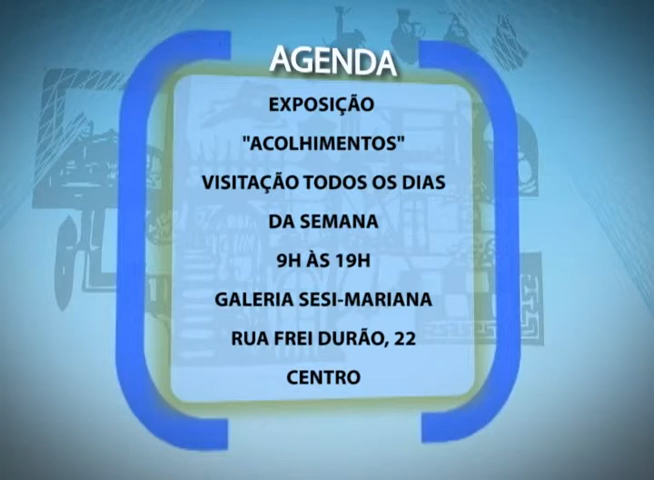 AGENDA
EXPOSIÇÃO
"ACOLHIMENTOS"
VISITAÇÃO TODOS OS DIAS
DA SEMANA
9H ÀS 19H
GALERIA SESI-MARIANA
RUA FREI DURÃO, 22
CENTRO